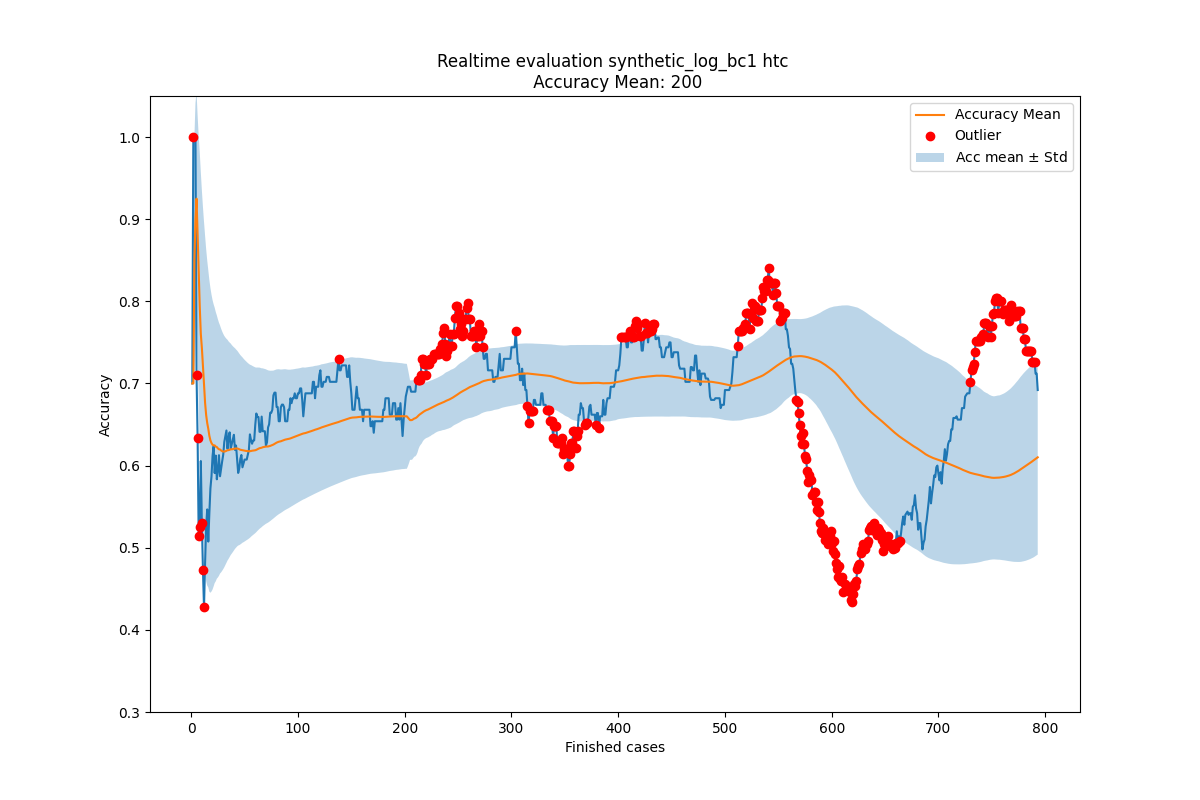 Realtime evaluation synthetic_log_bc1 htc
Accuracy Mean: 200
Accuracy Mean
Outlier
Acc mean ± Std
Accuracy
1.0
0.9
0.8
0.7
0.6
0.5
0.4
0.3
0 100 200 300 400 500 600 700 800
Finished cases